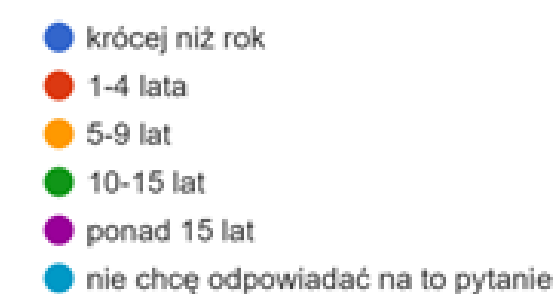 krócej niż rok
1-4 lata
5-9 lat
10-15 lat
ponad 15 lat
nie chcę odpowiadać na to pytanie